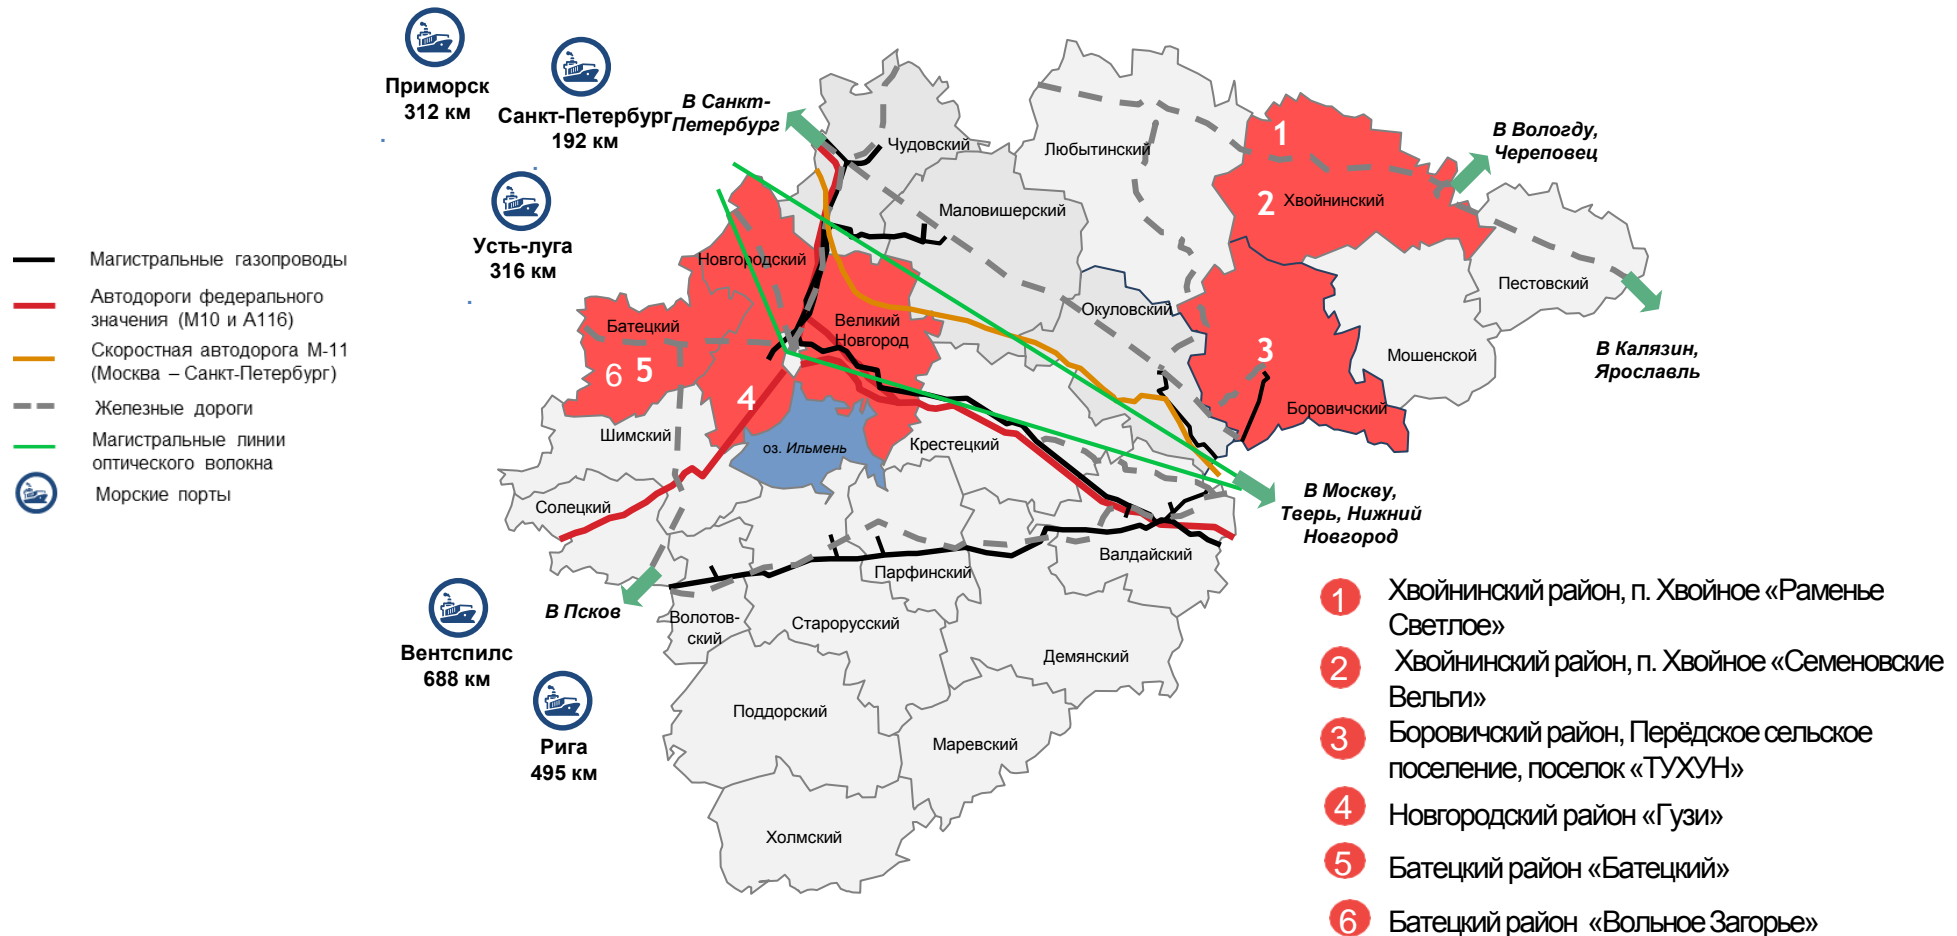 Приморск
312 км
Санкт-Петербург
192 км
В Санкт-
Петербург
Усть-луга
316 км
Магистральные газопроводы
Автодороги федерального
значения (М10 и А116)
Скоростная автодорога М-11
(Москва – Санкт-Петербург)
Железные дороги
Магистральные линии
оптического волокна
Морские порты
Чудовский
Любытинский
1
В Вологду,
Череповец
2
Хвойнинский
Маловишерский
Новгородский
Пестовский
Окуловский
Батецкий
Великий
Новгород
3
Мошенской
В Калязин,
Ярославль
6
5
4
Боровичский
Шимский
оз. Ильмень
Крестецкий
Солецкий
В Москву,
Тверь, Нижний
Новгород
Валдайский
Парфинский
В Псков
Волотов-
ский
Старорусский
Демянский
Вентспилс
688 км
Поддорский
Маревский
Рига
495 км
Холмский
1 Хвойнинский район, п. Хвойное «Раменье
Светлое»
2 Хвойнинский район, п. Хвойное «Семеновские
Вельги»
3 Боровичский район, Перёдское сельское
поселение, поселок «ТУХУН»
4 Новгородский район «Гузи»
5 Батецкий район «Батецкий»
6 Батецкий район «Вольное Загорье»